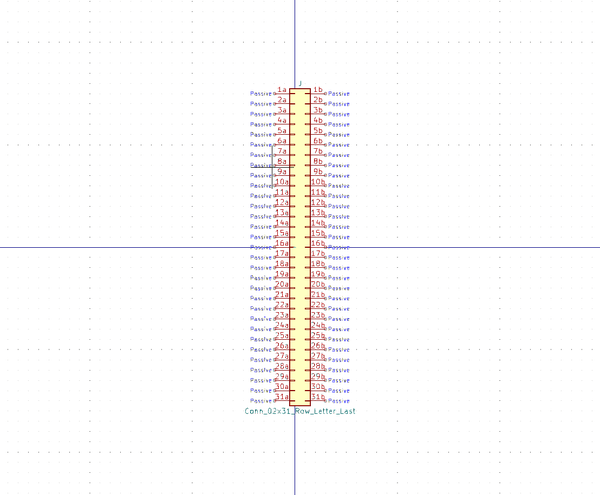 J
Passive 1a 1b Passive
Passive 2a 2b Passive
Passive 3a 3b Passive
Passive 4a 4b Passive
Passive 5a 5b Passive
Passive 6a 6b Passive
Passive 7a 7b Passive
Passive 8a 8b Passive
Passive 9a 9b Passive
Passive 10a 10b Passive
Passive 11a 11b Passive
Passive 12a 12b Passive
Passive 13a 13b Passive
Passive 14a 14b Passive
Passive 15a 15b Passive
Passive 16a 16b Passive
Passive 17a 17b Passive
Passive 18a 18b Passive
Passive 19a 19b Passive
Passive 20a 20b Passive
Passive 21a 21b Passive
Passive 22a 22b Passive
Passive 23a 23b Passive
Passive 24a 24b Passive
Passive 25a 25b Passive
Passive 26a 26b Passive
Passive 27a 27b Passive
Passive 28a 28b Passive
Passive 29a 29b Passive
Passive 30a 30b Passive
Passive 31a 31b Passive
Conn_02x31_Row_Letter_Last